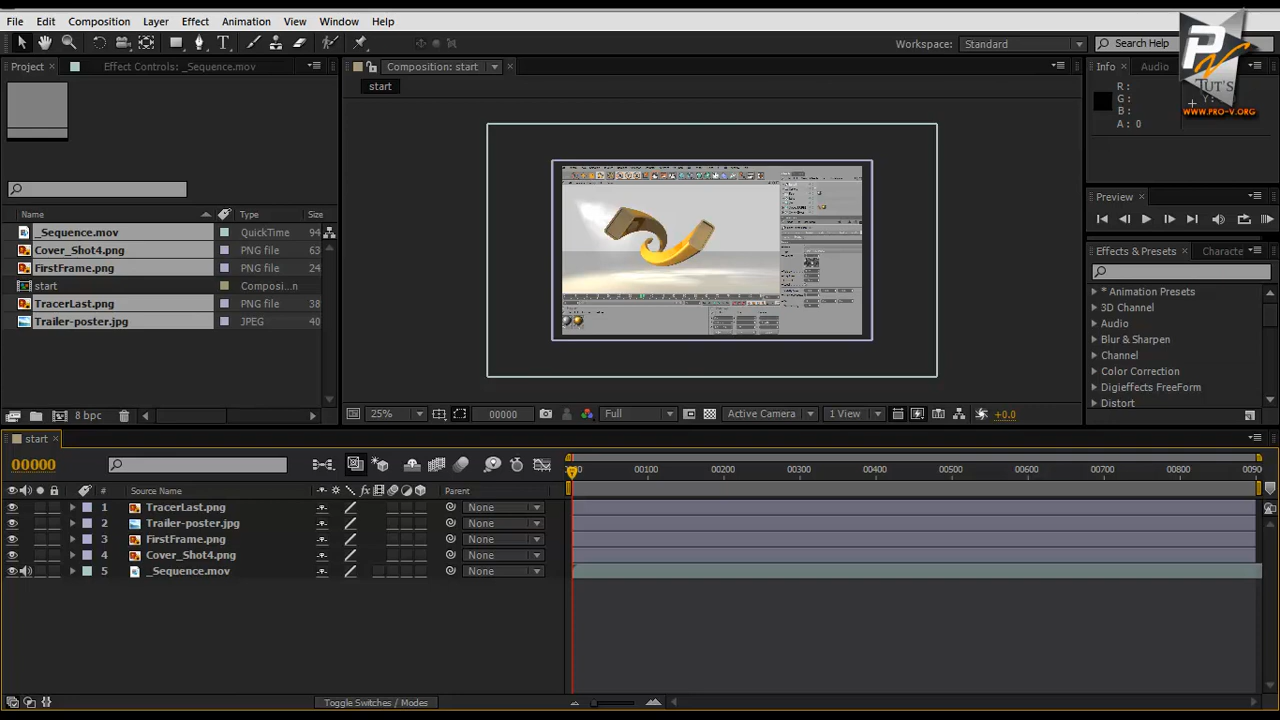 File Edit Composition Layer Effect Animation View Window Help
Workspace: Standard Search Help
PV TUT'S
WWW.PRO-V.ORG
Project Effect Controls: _Sequence.mov
Composition: start
Info Audio
start
R:
G:
B:
A: 0
Y:
Preview
Name Type Size
_Sequence.mov QuickTime 94
Cover_Shot4.png PNG file 63
FirstFrame.png PNG file 24
start Composi...n
TracerLast.png PNG file 38
Trailer-poster.jpg JPEG 40
Effects & Presets Characte
* Animation Presets
3D Channel
Audio
Blur & Sharpen
Channel
Color Correction
Digieffects FreeForm
Distort
8 bpc
25% 00000 Full Active Camera 1 View +0.0
start
00000
00100 00200 00300 00400 00500 00600 00700 00800 0090
# Source Name fx Parent
1 TracerLast.png None
2 Trailer-poster.jpg None
3 FirstFrame.png None
4 Cover_Shot4.png None
5 _Sequence.mov None
Toggle Switches / Modes